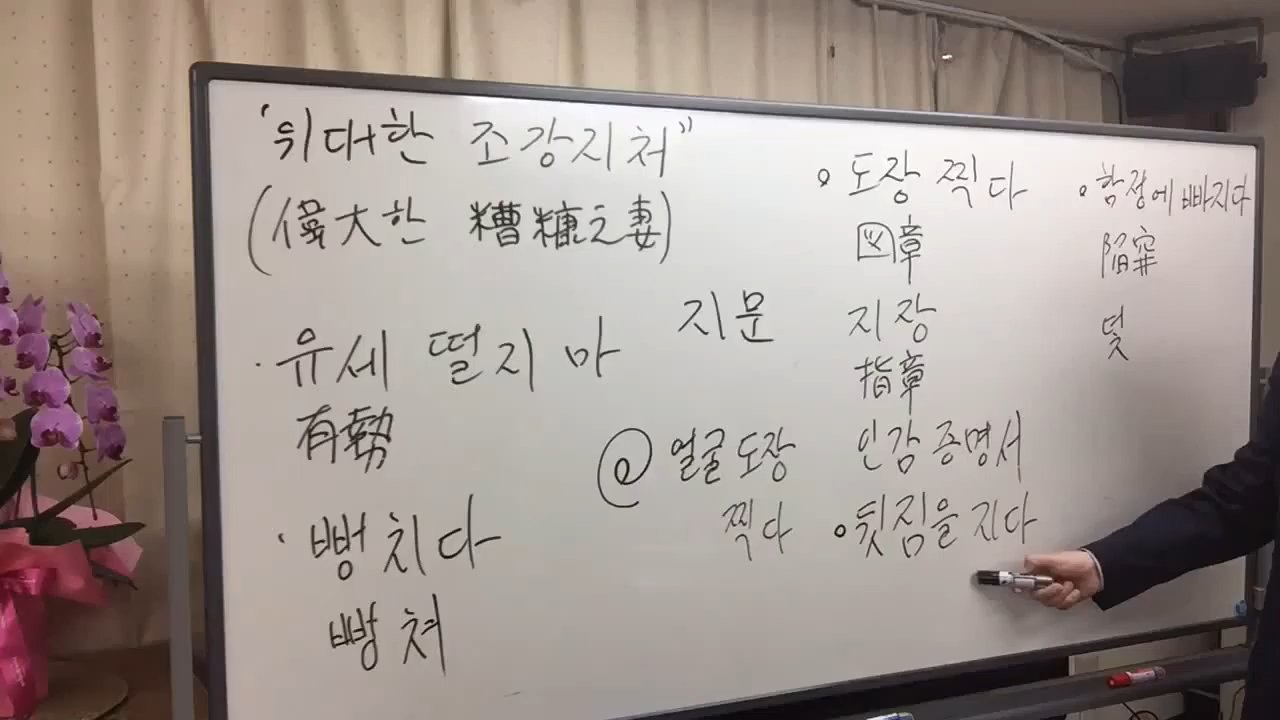 '위대한 조강지처"
(偉大한 糟糠之妻)
· 유세 떨지 마
有勢
· 뻥 치다
빵 쳐
지문
@ 얼굴 도장
찍다
∘ 도장 찍다
図章
지장
指章
인감 증명서
∘ 뒷짐을 지다
∘ 함정에 빠지다
陷穽
덫